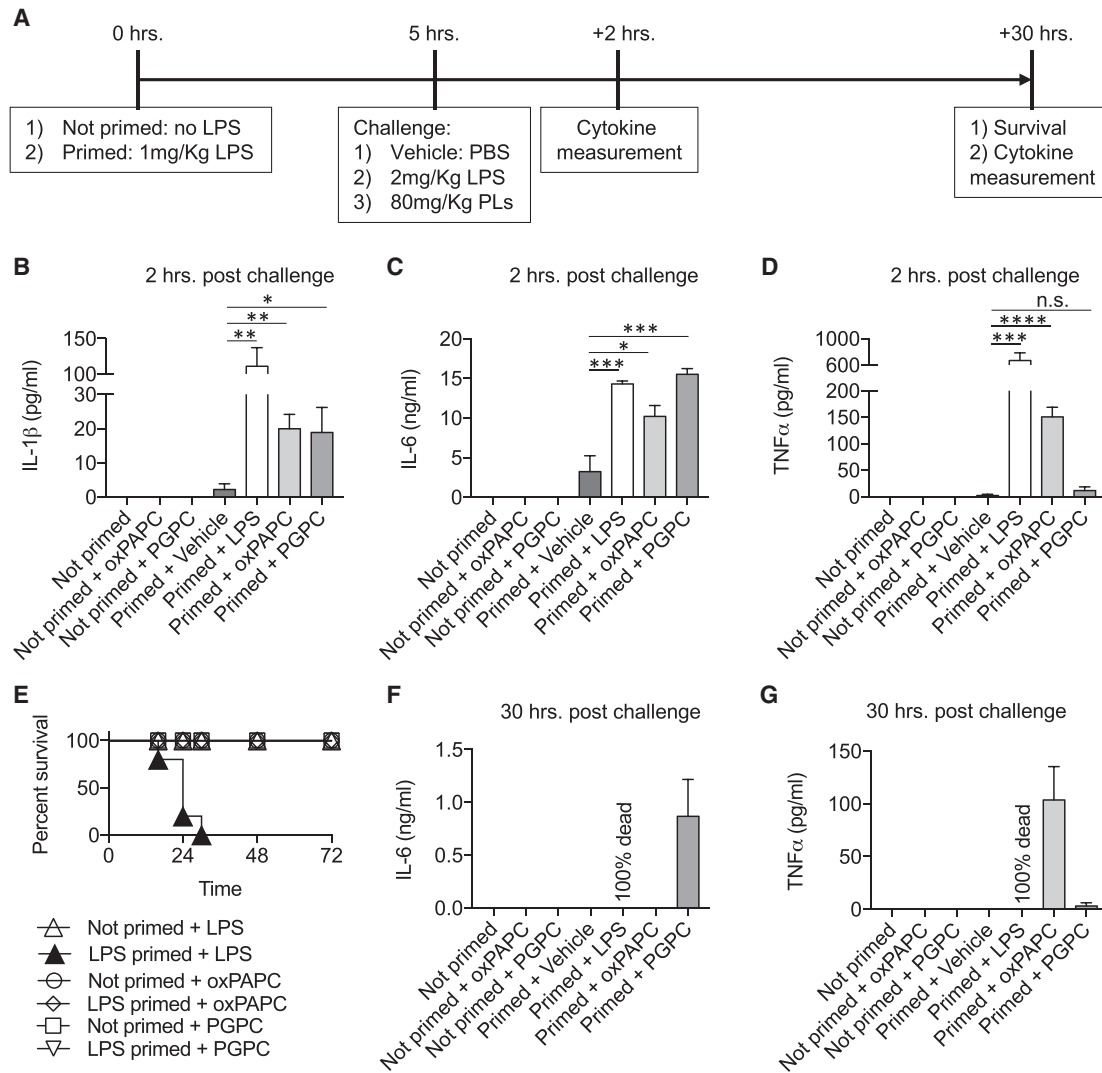 A
0 hrs.
5 hrs.
+2 hrs.
+30 hrs.
1) Not primed: no LPS
2) Primed: 1mg/Kg LPS
Challenge:
1) Vehicle: PBS
2) 2mg/Kg LPS
3) 80mg/Kg PLs
Cytokine
measurement
1) Survival
2) Cytokine
measurement
B
2 hrs. post challenge
*
**
**
IL-1β (pg/ml)
150
100
30
20
10
0
Not primed
Not primed + oxPAPC
Not primed + PGPC
Primed + Vehicle
Primed + LPS
Primed + oxPAPC
Primed + PGPC
C
2 hrs. post challenge
***
*
***
IL-6 (ng/ml)
20
15
10
5
0
Not primed
Not primed + oxPAPC
Not primed + PGPC
Primed + Vehicle
Primed + LPS
Primed + oxPAPC
Primed + PGPC
D
2 hrs. post challenge
n.s.
****
***
TNFα (pg/ml)
1000
600
200
150
100
50
0
Not primed
Not primed + oxPAPC
Not primed + PGPC
Primed + Vehicle
Primed + LPS
Primed + oxPAPC
Primed + PGPC
E
Percent survival
100
50
0
0 24 48 72
Time
Not primed + LPS
LPS primed + LPS
Not primed + oxPAPC
LPS primed + oxPAPC
Not primed + PGPC
LPS primed + PGPC
F
30 hrs. post challenge
IL-6 (ng/ml)
1.5
1.0
0.5
0.0
100% dead
Not primed
Not primed + oxPAPC
Not primed + PGPC
Primed + Vehicle
Primed + LPS
Primed + oxPAPC
Primed + PGPC
G
30 hrs. post challenge
TNFα (pg/ml)
150
100
50
0
100% dead
Not primed
Not primed + oxPAPC
Not primed + PGPC
Primed + Vehicle
Primed + LPS
Primed + oxPAPC
Primed + PGPC